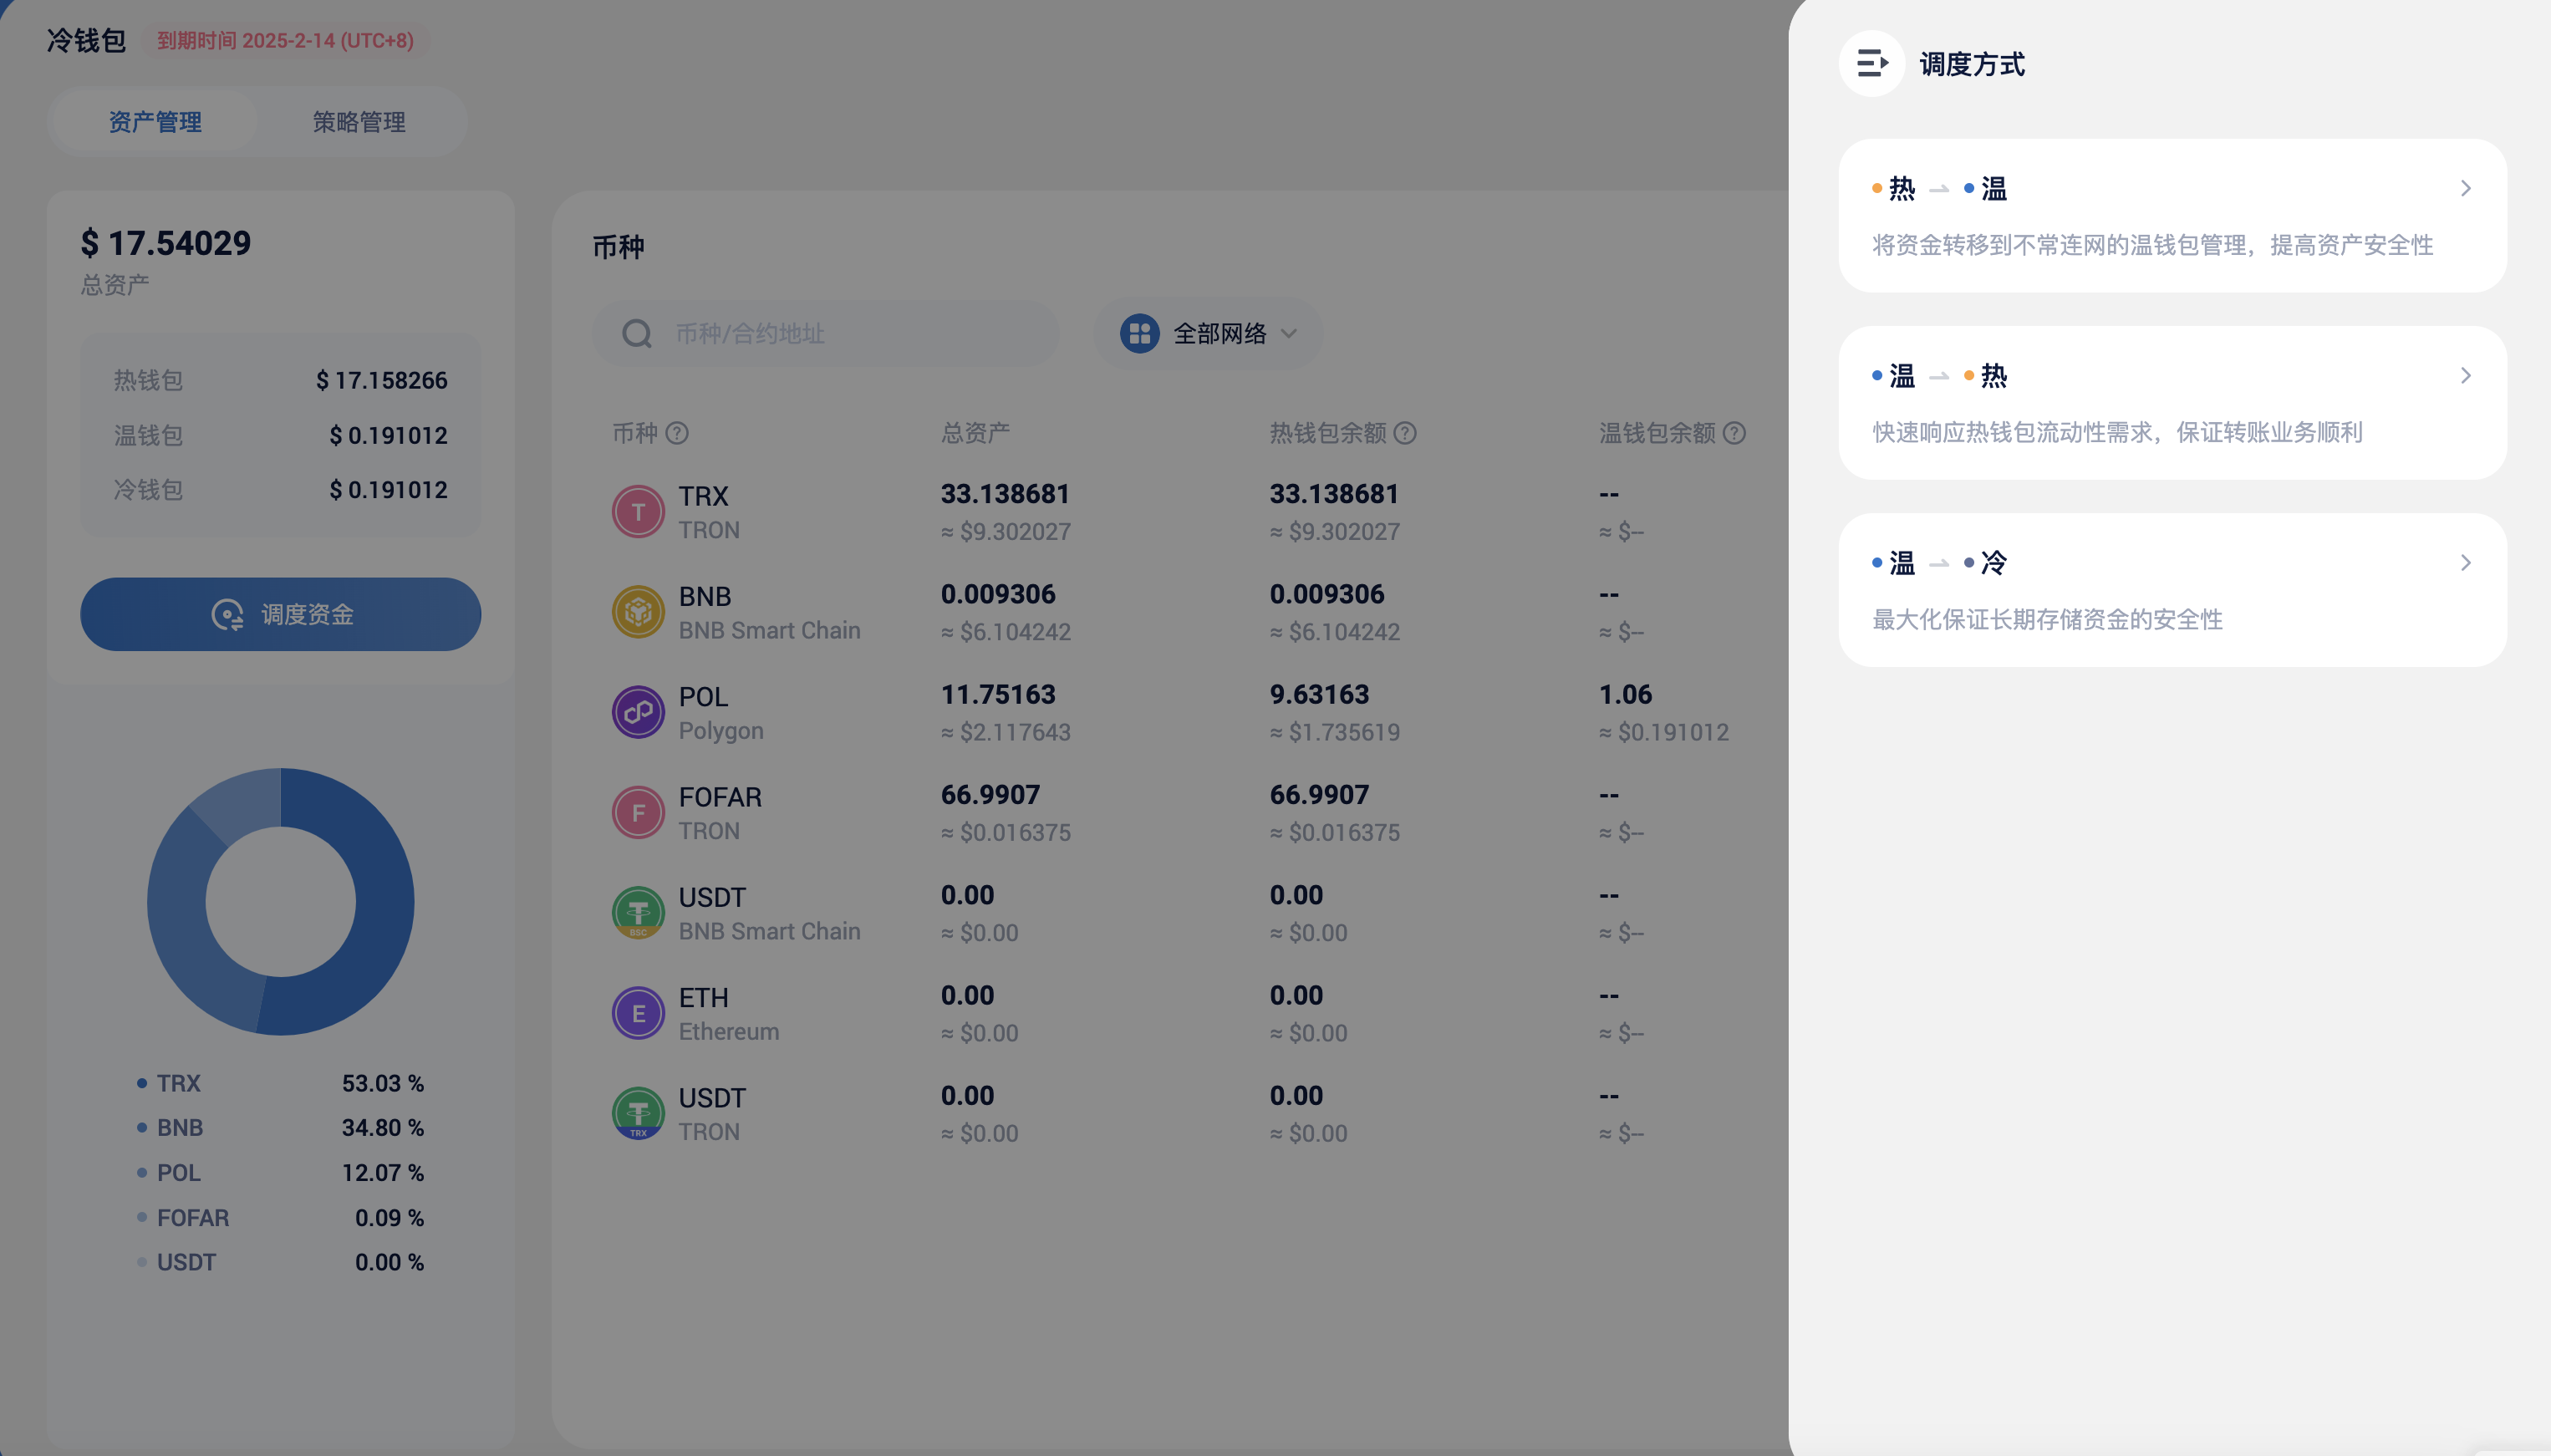 冷钱包 到期时间 2025-2-14 (UTC+8)
资产管理 策略管理
$ 17.54029
总资产
热钱包 $ 17.158266
温钱包 $ 0.191012
冷钱包 $ 0.191012
调度资金
TRX 53.03 %
BNB 34.80 %
POL 12.07 %
FOFAR 0.09 %
USDT 0.00 %
币种
币种/合约地址 全部网络
币种 ? 总资产 热钱包余额 ? 温钱包余额 ?
T TRX 33.138681 33.138681 --
TRON ≈ $9.302027 ≈ $9.302027 ≈ $--
BNB 0.009306 0.009306 --
BNB Smart Chain ≈ $6.104242 ≈ $6.104242 ≈ $--
POL 11.75163 9.63163 1.06
Polygon ≈ $2.117643 ≈ $1.735619 ≈ $0.191012
F FOFAR 66.9907 66.9907 --
TRON ≈ $0.016375 ≈ $0.016375 ≈ $--
USDT 0.00 0.00 --
BSC BNB Smart Chain ≈ $0.00 ≈ $0.00 ≈ $--
E ETH 0.00 0.00 --
Ethereum ≈ $0.00 ≈ $0.00 ≈ $--
USDT 0.00 0.00 --
TRX TRON ≈ $0.00 ≈ $0.00 ≈ $--
调度方式
热 → 温
将资金转移到不常连网的温钱包管理，提高资产安全性
温 → 热
快速响应热钱包流动性需求，保证转账业务顺利
温 → 冷
最大化保证长期存储资金的安全性